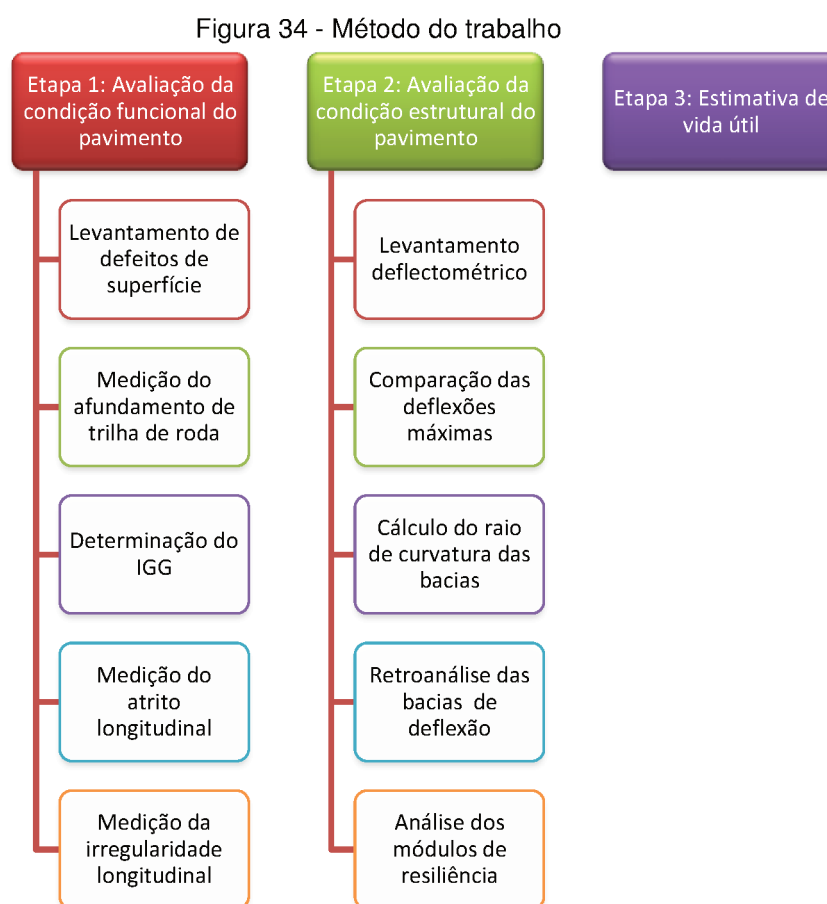 Figura 34 - Método do trabalho
Etapa 1: Avaliação da
condição funcional do
pavimento
Levantamento de
defeitos de
superfície
Medição do
afundamento de
trilha de roda
Determinação do
IGG
Medição do
atrito
longitudinal
Medição da
irregularidade
longitudinal
Etapa 2: Avaliação da
condição estrutural do
pavimento
Levantamento
deflectométrico
Comparação das
deflexões
máximas
Cálculo do raio
de curvatura das
bacias
Retroanálise das
bacias de
deflexão
Análise dos
módulos de
resiliência
Etapa 3: Estimativa de
vida útil